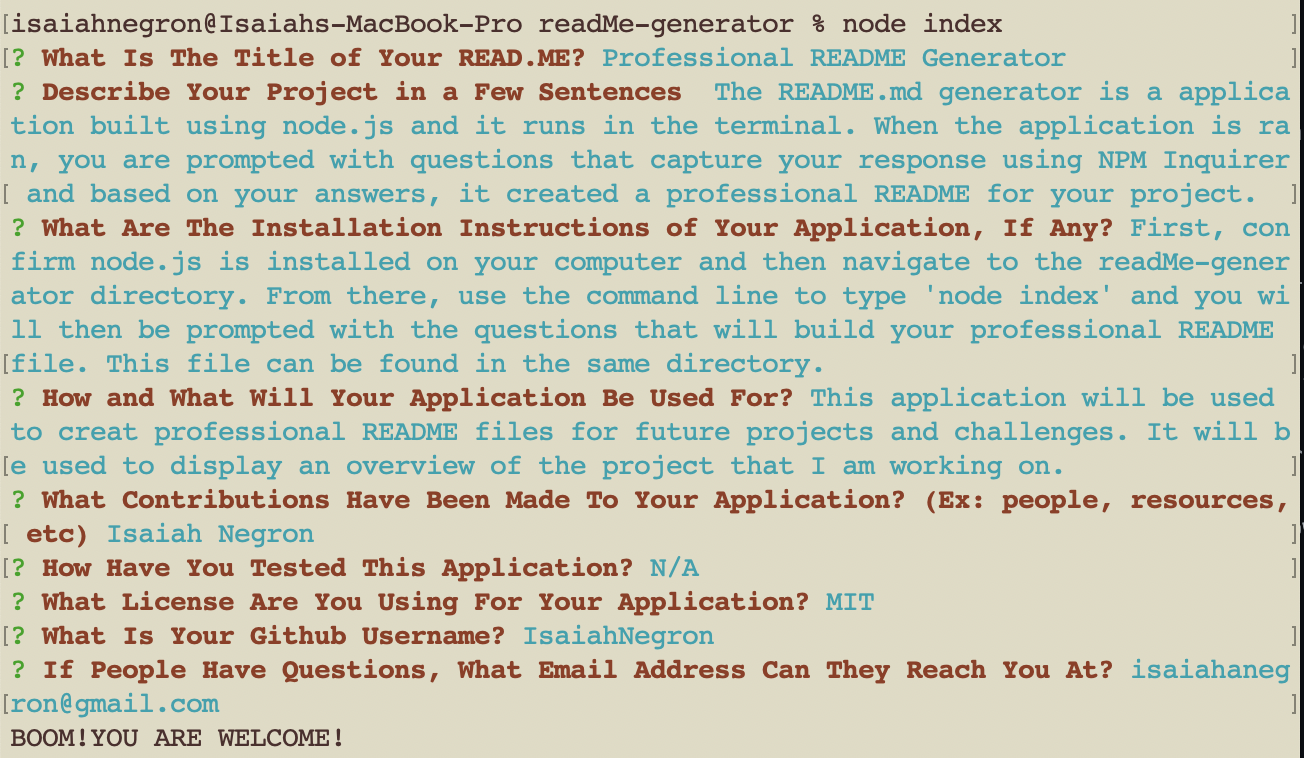 [isaiahnegron@Isaiahs-MacBook-Pro readMe-generator % node index ]
[? What Is The Title of Your READ.ME? Professional README Generator ]
? Describe Your Project in a Few Sentences  The README.md generator is a applica
tion built using node.js and it runs in the terminal. When the application is ra
n, you are prompted with questions that capture your response using NPM Inquirer
[ and based on your answers, it created a professional README for your project. ]
? What Are The Installation Instructions of Your Application, If Any? First, con
firm node.js is installed on your computer and then navigate to the readMe-gener
ator directory. From there, use the command line to type 'node index' and you wi
ll then be prompted with the questions that will build your professional README
[file. This file can be found in the same directory. ]
? How and What Will Your Application Be Used For? This application will be used
to creat professional README files for future projects and challenges. It will b
[e used to display an overview of the project that I am working on. ]
? What Contributions Have Been Made To Your Application? (Ex: people, resources,
[ etc) Isaiah Negron ]
[? How Have You Tested This Application? N/A ]
? What License Are You Using For Your Application? MIT
[? What Is Your Github Username? IsaiahNegron ]
? If People Have Questions, What Email Address Can They Reach You At? isaiahaneg
[ron@gmail.com ]
BOOM!YOU ARE WELCOME!